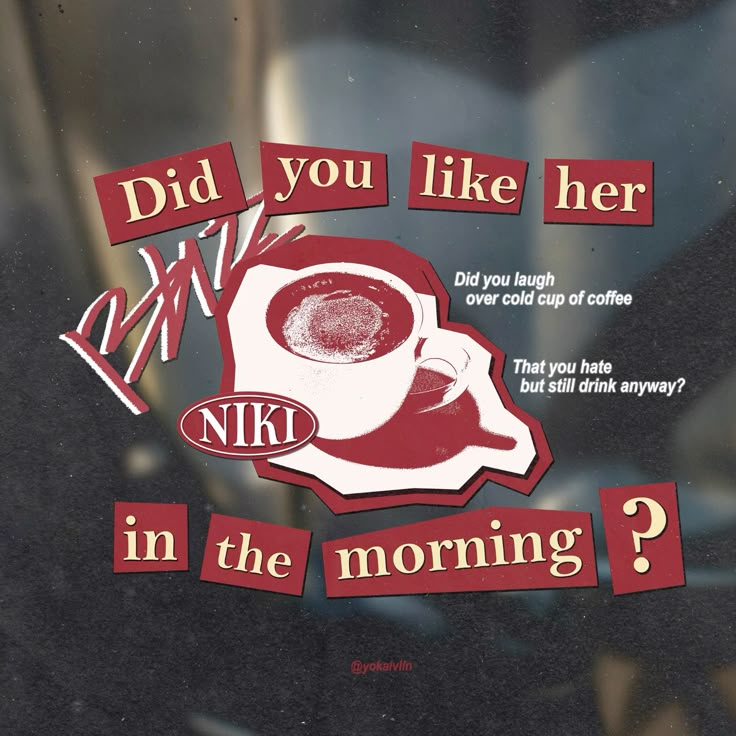 Did you like her
Did you laugh
over cold cup of coffee
That you hate
but still drink anyway?
NIKI
in the morning ?
@yokaivlln